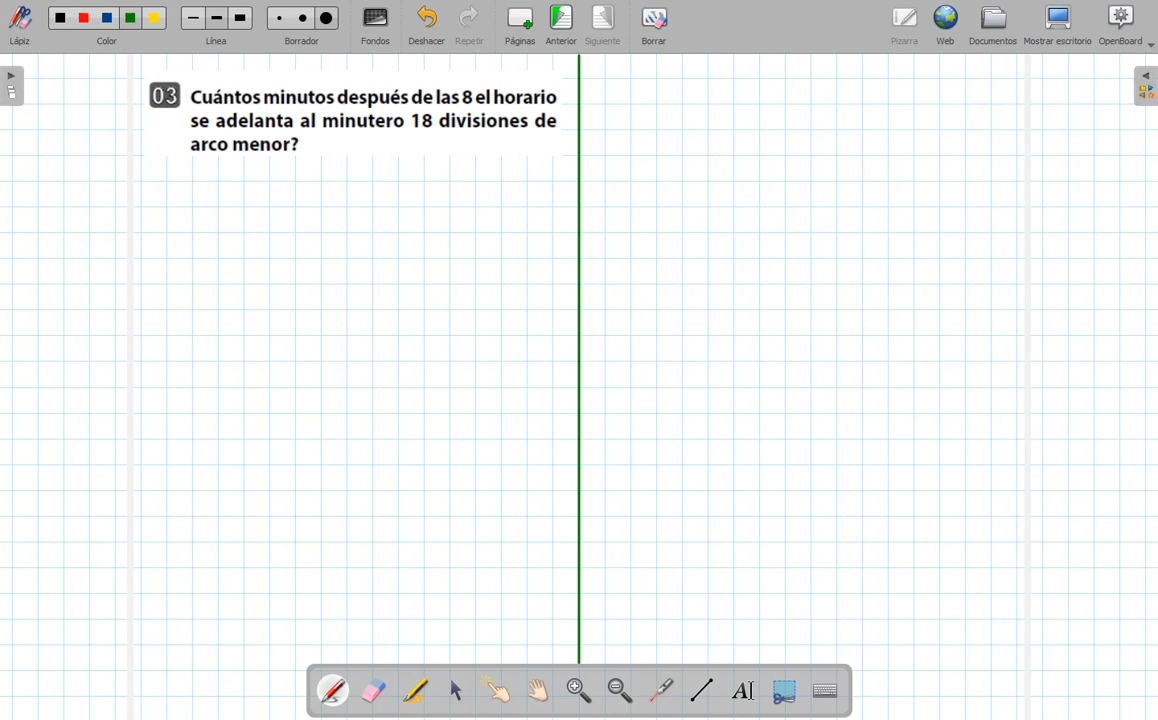 Lápiz
Color
Línea
Borrador
Fondos
Deshacer
Repetir
Páginas
Anterior
Siguiente
Borrar
Pizarra
Web
Documentos
Mostrar escritorio
OpenBoard
03 Cuántos minutos después de las 8 el horario
se adelanta al minutero 18 divisiones de
arco menor?